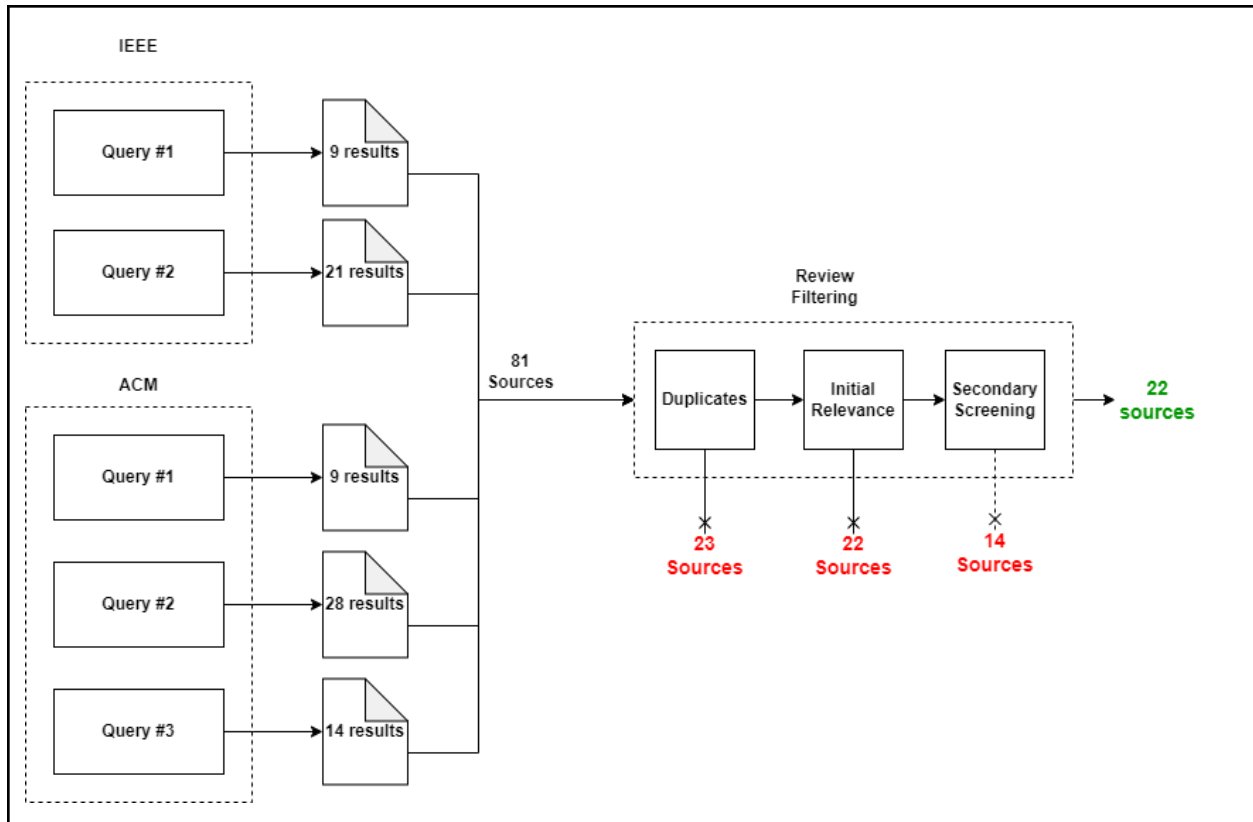 IEEE
Query #1
9 results
Query #2
21 results
ACM
Query #1
9 results
Query #2
28 results
Query #3
14 results
81
Sources
Review
Filtering
Duplicates
Initial
Relevance
Secondary
Screening
23
Sources
22
Sources
14
Sources
22
sources